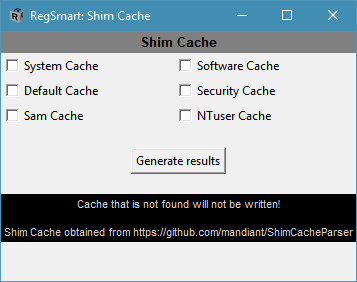 RegSmart: Shim Cache
Shim Cache
System Cache Software Cache
Default Cache Security Cache
Sam Cache NTuser Cache
Generate results
Cache that is not found will not be written!
Shim Cache obtained from https://github.com/mandiant/ShimCacheParser